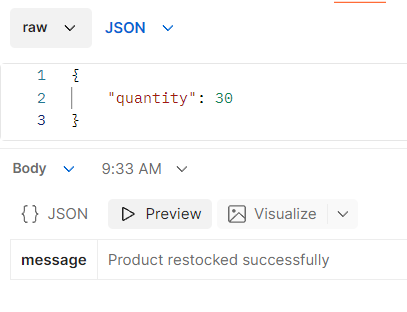 raw JSON
1 {
2 "quantity": 30
3 }
Body 9:33 AM
{} JSON Preview Visualize
message Product restocked successfully